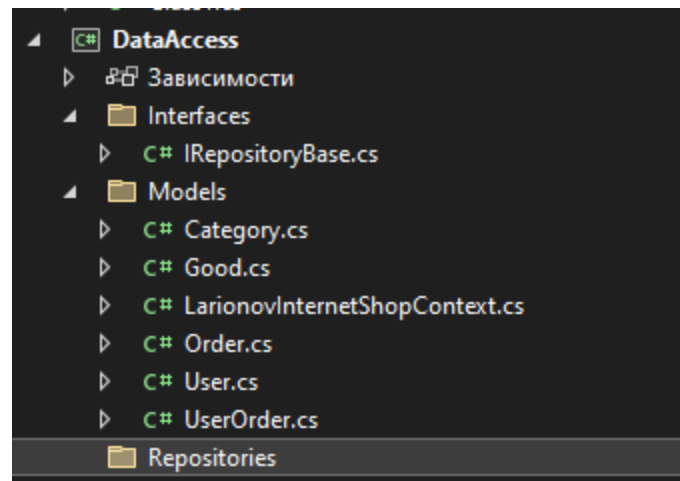 C# DataAccess
Зависимости
Interfaces
C# IRepositoryBase.cs
Models
C# Category.cs
C# Good.cs
C# LarionovInternetShopContext.cs
C# Order.cs
C# User.cs
C# UserOrder.cs
Repositories